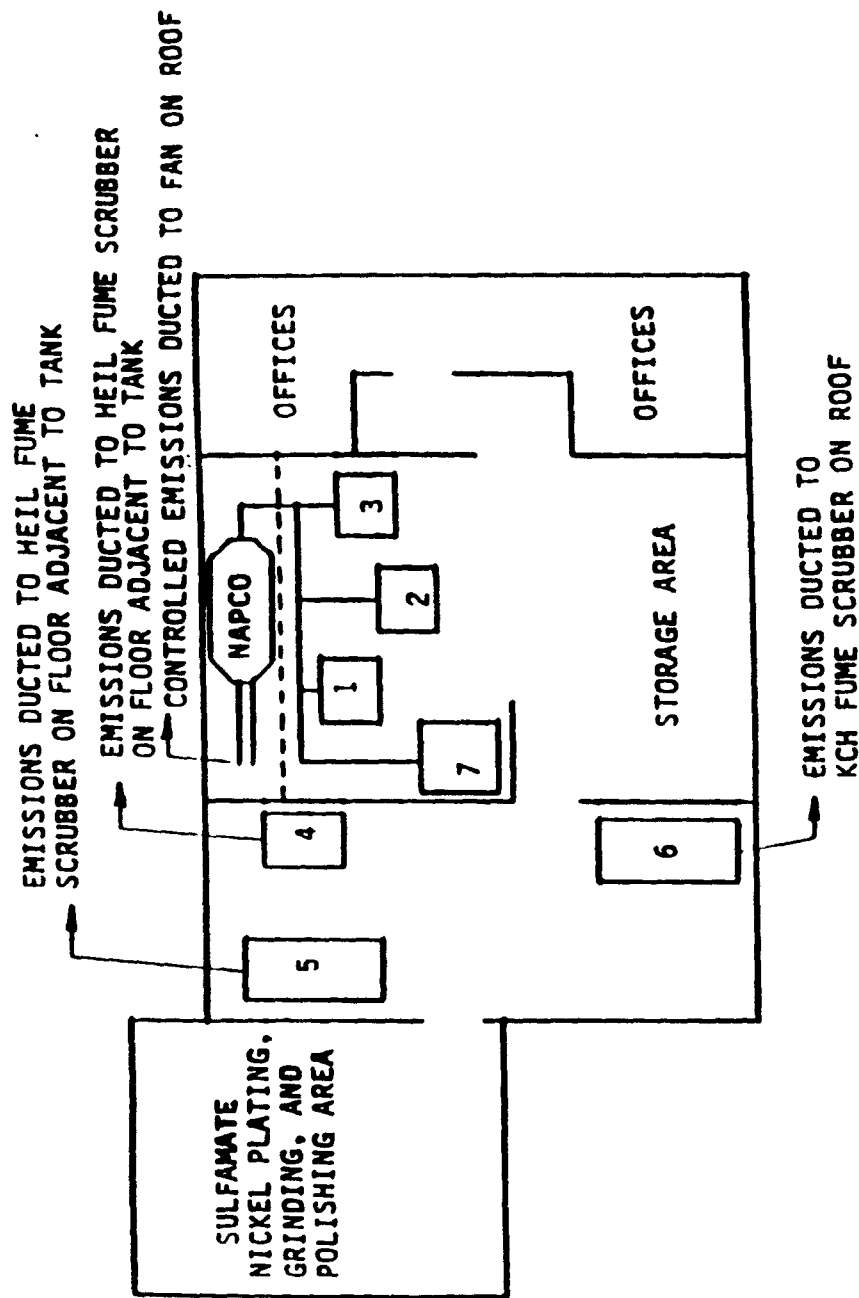 EMISSIONS DUCTED TO HEIL FUME
SCRUBBER ON FLOOR ADJACENT TO TANK
EMISSIONS DUCTED TO HEIL FUME SCRUBBER
ON FLOOR ADJACENT TO TANK
CONTROLLED EMISSIONS DUCTED TO FAN ON ROOF
NAPCO
OFFICES
SULFAMATE
NICKEL PLATING,
GRINDING, AND
POLISHING AREA
5
4
1
2
3
7
6
STORAGE AREA
OFFICES
EMISSIONS DUCTED TO
KCH FUME SCRUBBER ON ROOF